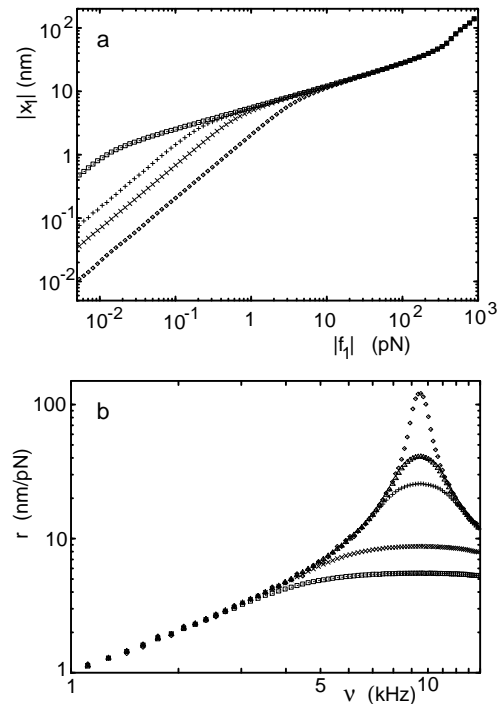 a
|x₁| (nm)
10²
10
1
10⁻¹
10⁻²
10⁻² 10⁻¹ 1 10 10² 10³
|f₁| (pN)
b
r (nm/pN)
100
10
1
1 5 10
ν (kHz)